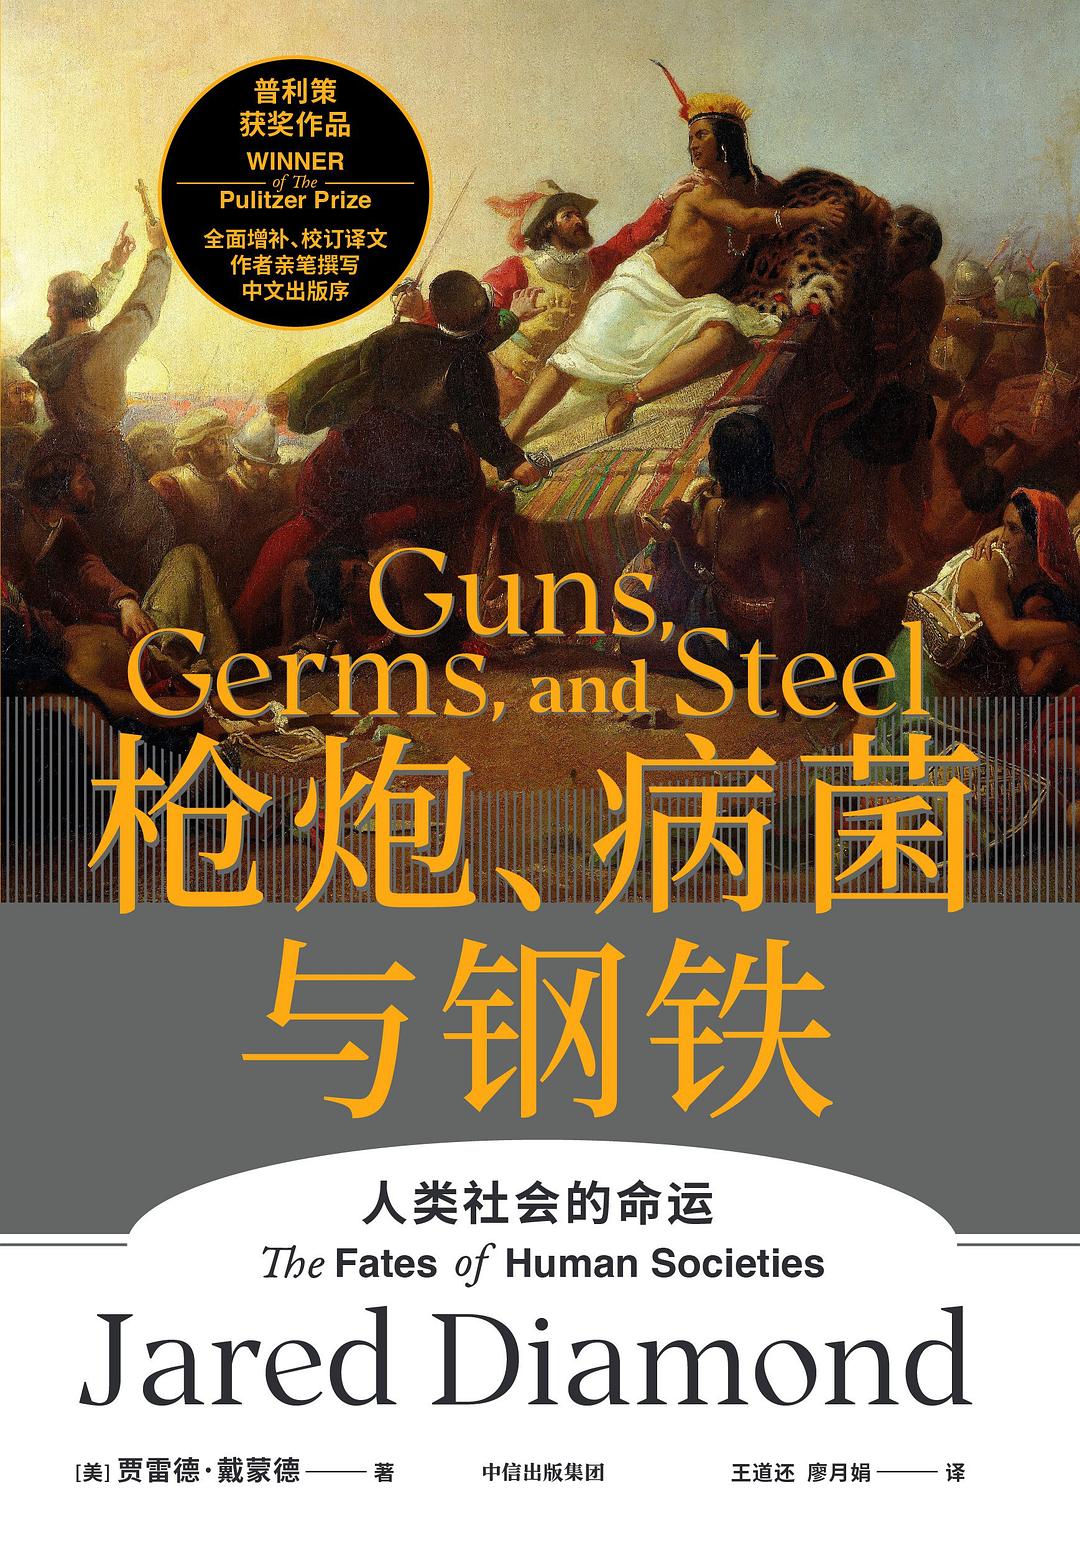 普利策
获奖作品
WINNER
of The
Pulitzer Prize
全面增补、校订译文
作者亲笔撰写
中文出版序
Guns,
Germs, and Steel
枪炮、病菌
与钢铁
人类社会的命运
The Fates of Human Societies
Jared Diamond
[美] 贾雷德·戴蒙德——著 中信出版集团 王道还 廖月娟——译